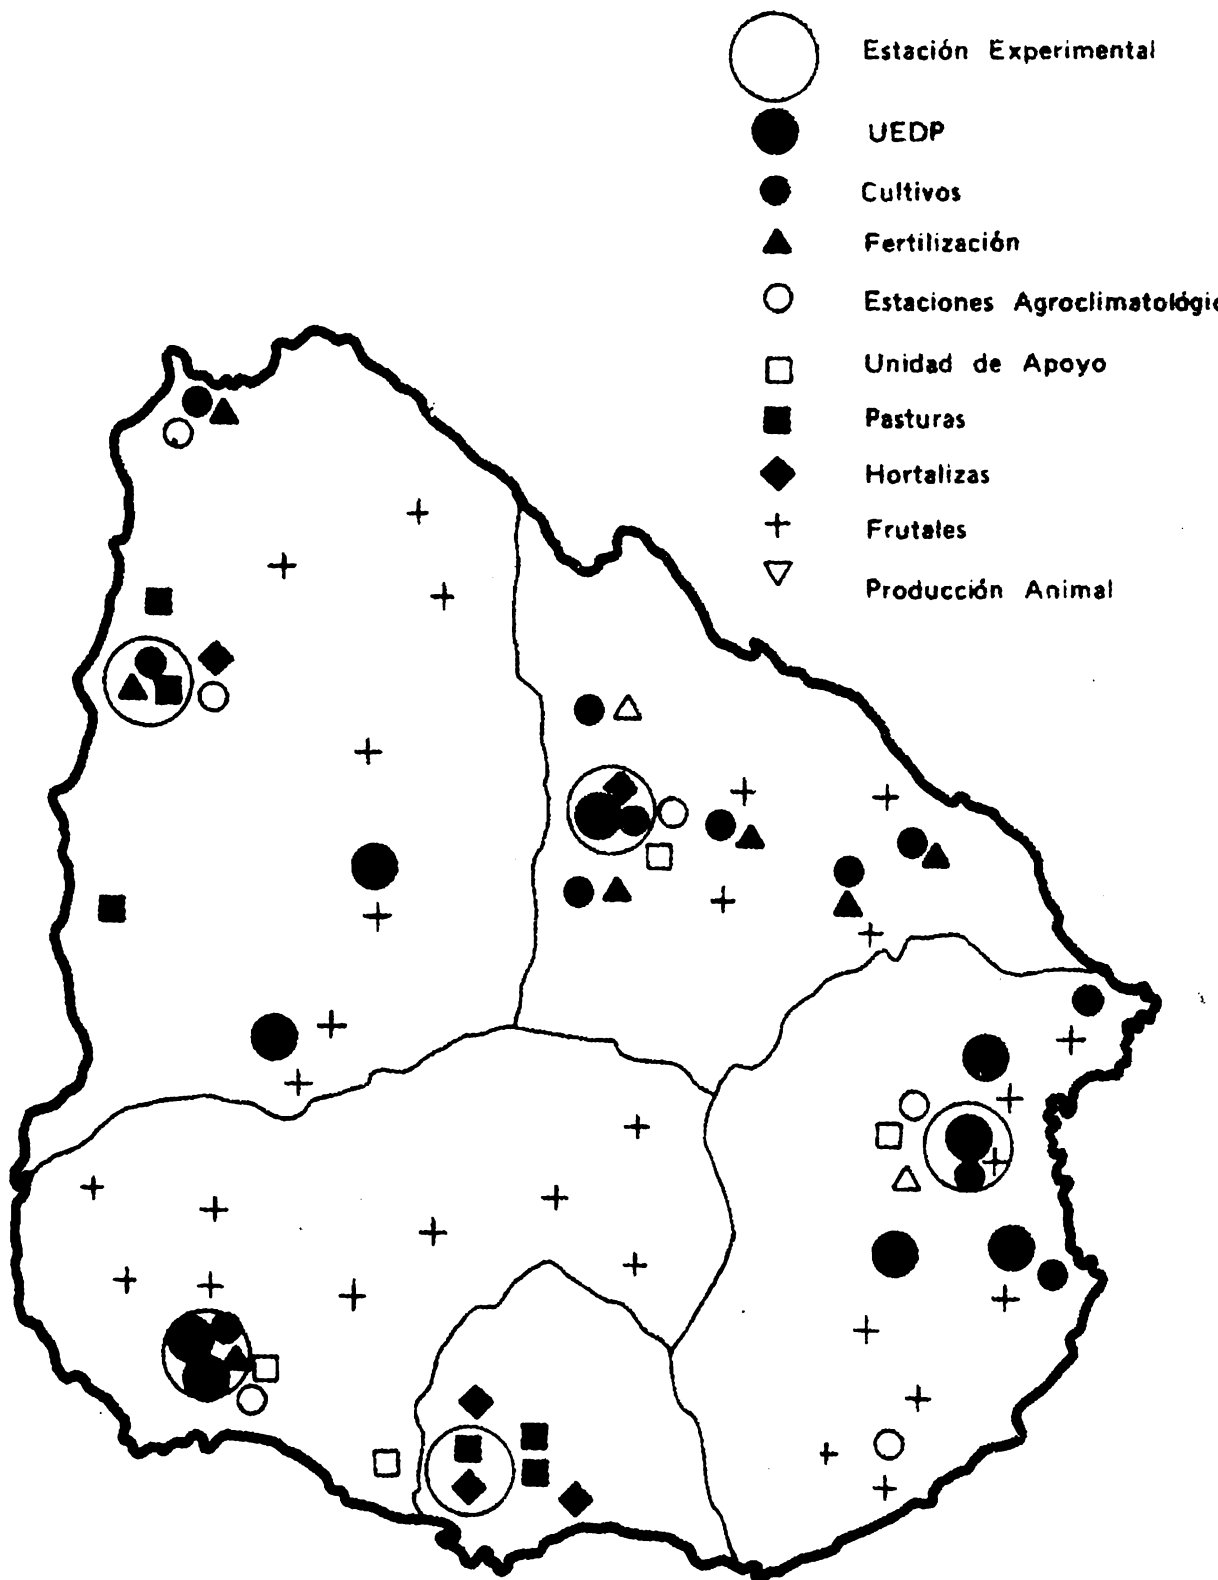 Estación Experimental
UEDP
Cultivos
Fertilización
Estaciones Agroclimatológic
Unidad de Apoyo
Pasturas
Hortalizas
Frutales
Producción Animal